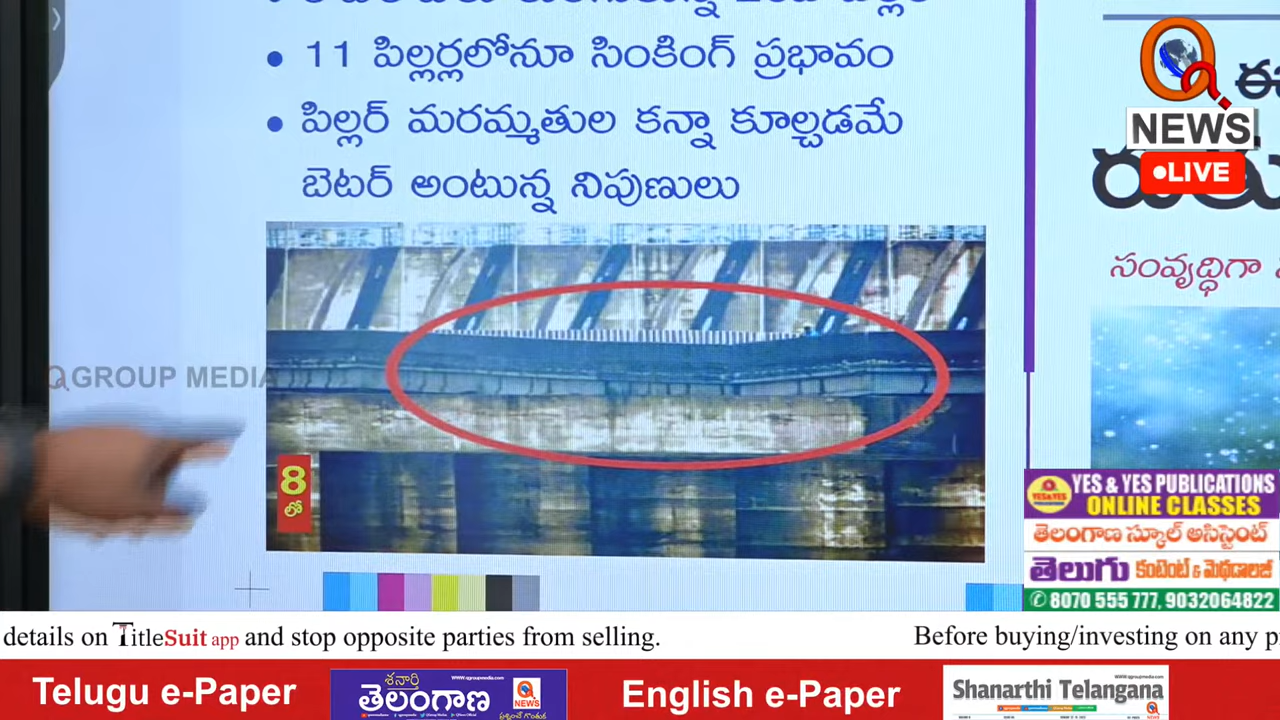 • 11 పిల్లర్లలోనూ సింకింగ్ ప్రభావం
• పిల్లర్ మరమ్మతుల కన్నా కూల్చడమే
బెటర్ అంటున్న నిపుణులు
8
లో
Q GROUP MEDIA
Q
NEWS
•LIVE
సంవృద్ధిగా
YES & YES PUBLICATIONS
ONLINE CLASSES
తెలంగాణ స్కూల్ అసిస్టెంట్
తెలుగు కంటెంట్ & మెథడాలజీ
8070 555 777, 9032064822
details on TitleSuit app and stop opposite parties from selling.
Before buying/investing on any
Telugu e-Paper
శనార్తి
తెలంగాణ
NEWS
English e-Paper
Shanarthi Telangana